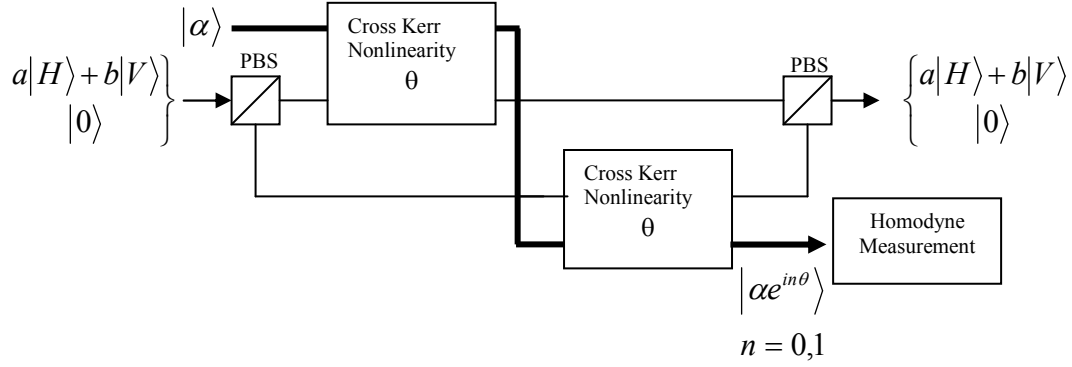 |α⟩
Cross Kerr
Nonlinearity
θ
PBS
PBS
a|H⟩ + b|V⟩
|0⟩
a|H⟩ + b|V⟩
|0⟩
Cross Kerr
Nonlinearity
θ
Homodyne
Measurement
|αe^{inθ}⟩
n = 0,1